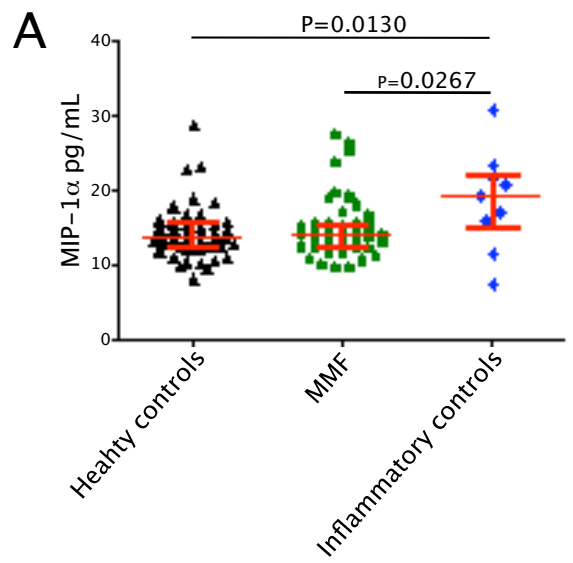 A
P=0.0130
P=0.0267
MIP-1α pg/mL
40
30
20
10
0
Heahty controls
MMF
Inflammatory controls